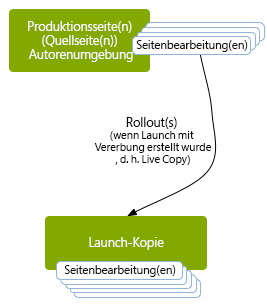 Produktionsseite(n)
(Quellseite(n))
Autorenumgebung
Seitenbearbeitung(en)
Rollout(s)
(wenn Launch mit
Vererbung erstellt wurde
, d. h. Live Copy)
Launch-Kopie
Seitenbearbeitung(en)